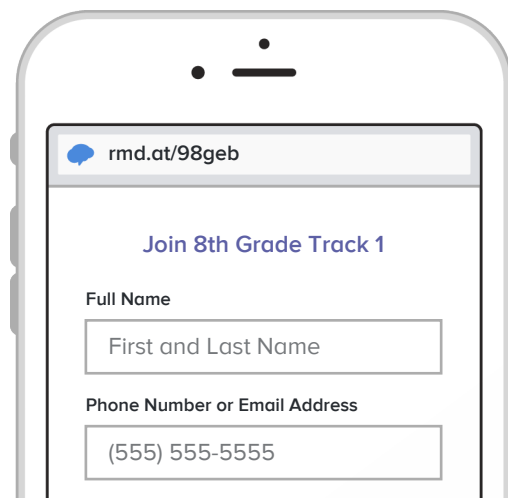 rmd.at/98geb
Join 8th Grade Track 1
Full Name
First and Last Name
Phone Number or Email Address
(555) 555-5555